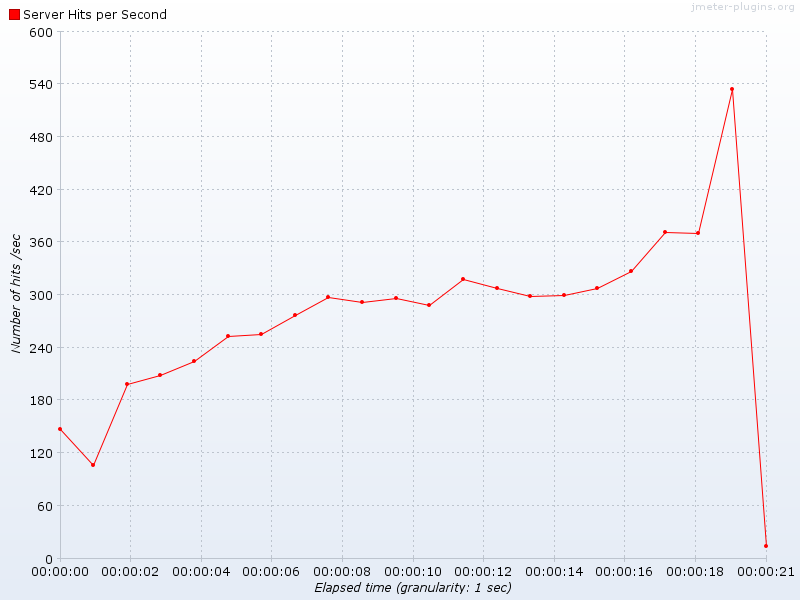 jmeter-plugins.org
Server Hits per Second
600
540
480
420
360
300
240
180
120
60
0
Number of hits /sec
00:00:00 00:00:02 00:00:04 00:00:06 00:00:08 00:00:10 00:00:12 00:00:14 00:00:16 00:00:18 00:00:21
Elapsed time (granularity: 1 sec)